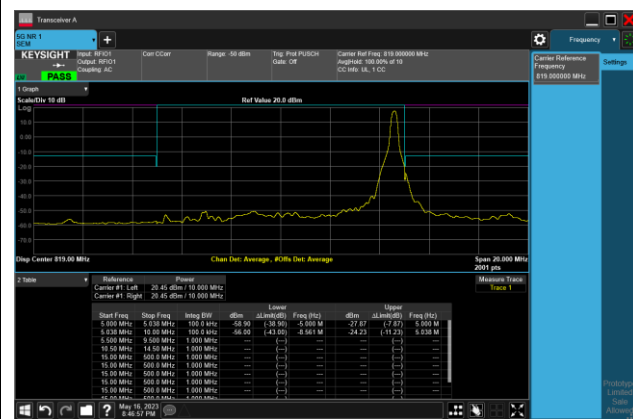 Transceiver A
5G NR 1
SEM
Frequency
KEYSIGHT
Input: RFIO1
Output: RFIO1
Coupling: AC
Corr CCorr
Range: -50 dBm
Trig: Prot PUSCH
Gate: Off
Carrier Ref Freq: 819.000000 MHz
Avg|Hold: 100.00% of 10
CC Info: UL, 1 CC
PASS
Carrier Reference
Frequency
819.000000 MHz
Settings
1 Graph
Scale/Div 10 dB
Ref Value 20.0 dBm
Log
10.0
0.00
-10.0
-20.0
-30.0
-40.0
-50.0
-60.0
-70.0
Disp Center 819.00 MHz
Chan Det: Average , #Offs Det: Average
Span 20.000 MHz
2001 pts
2 Table
Reference Power
Carrier #1: Left 20.45 dBm / 10.000 MHz
Carrier #1: Right 20.45 dBm / 10.000 MHz
Measure Trace
Trace 1
Lower Upper
Start Freq Stop Freq Integ BW dBm ΔLimit(dB) Freq (Hz) dBm ΔLimit(dB) Freq (Hz)
5.000 MHz 5.038 MHz 100.0 kHz -58.90 (-38.90) -5.000 M -27.87 (-7.87) 5.000 M
5.038 MHz 10.00 MHz 100.0 kHz -56.00 (-43.00) -8.561 M -24.23 (-11.23) 5.038 M
5.500 MHz 9.500 MHz 1.000 MHz --- (---) --- --- (---) ---
10.50 MHz 14.50 MHz 1.000 MHz --- (---) --- --- (---) ---
15.00 MHz 500.0 MHz 1.000 MHz --- (---) --- --- (---) ---
15.00 MHz 500.0 MHz 1.000 MHz --- (---) --- --- (---) ---
15.00 MHz 500.0 MHz 1.000 MHz --- (---) --- --- (---) ---
15.00 MHz 500.0 MHz 1.000 MHz --- (---) --- --- (---) ---
15.00 MHz 500.0 MHz 1.000 MHz
Prototype
Limited
Sale
Allowed
May 16, 2023
8:46:57 PM